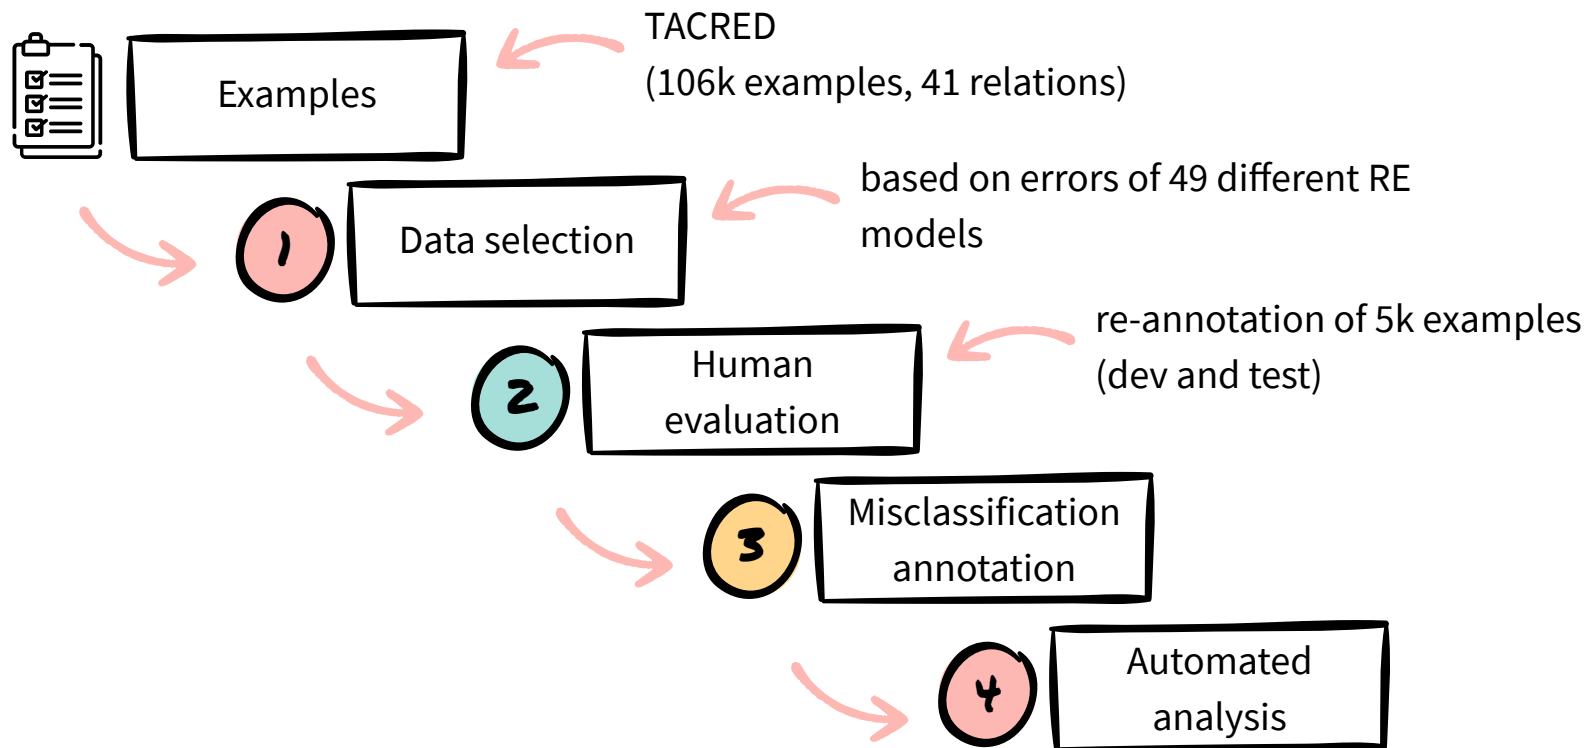 TACRED
(106k examples, 41 relations)
Examples
based on errors of 49 different RE
models
1
Data selection
re-annotation of 5k examples
(dev and test)
2
Human
evaluation
3
Misclassification
annotation
4
Automated
analysis